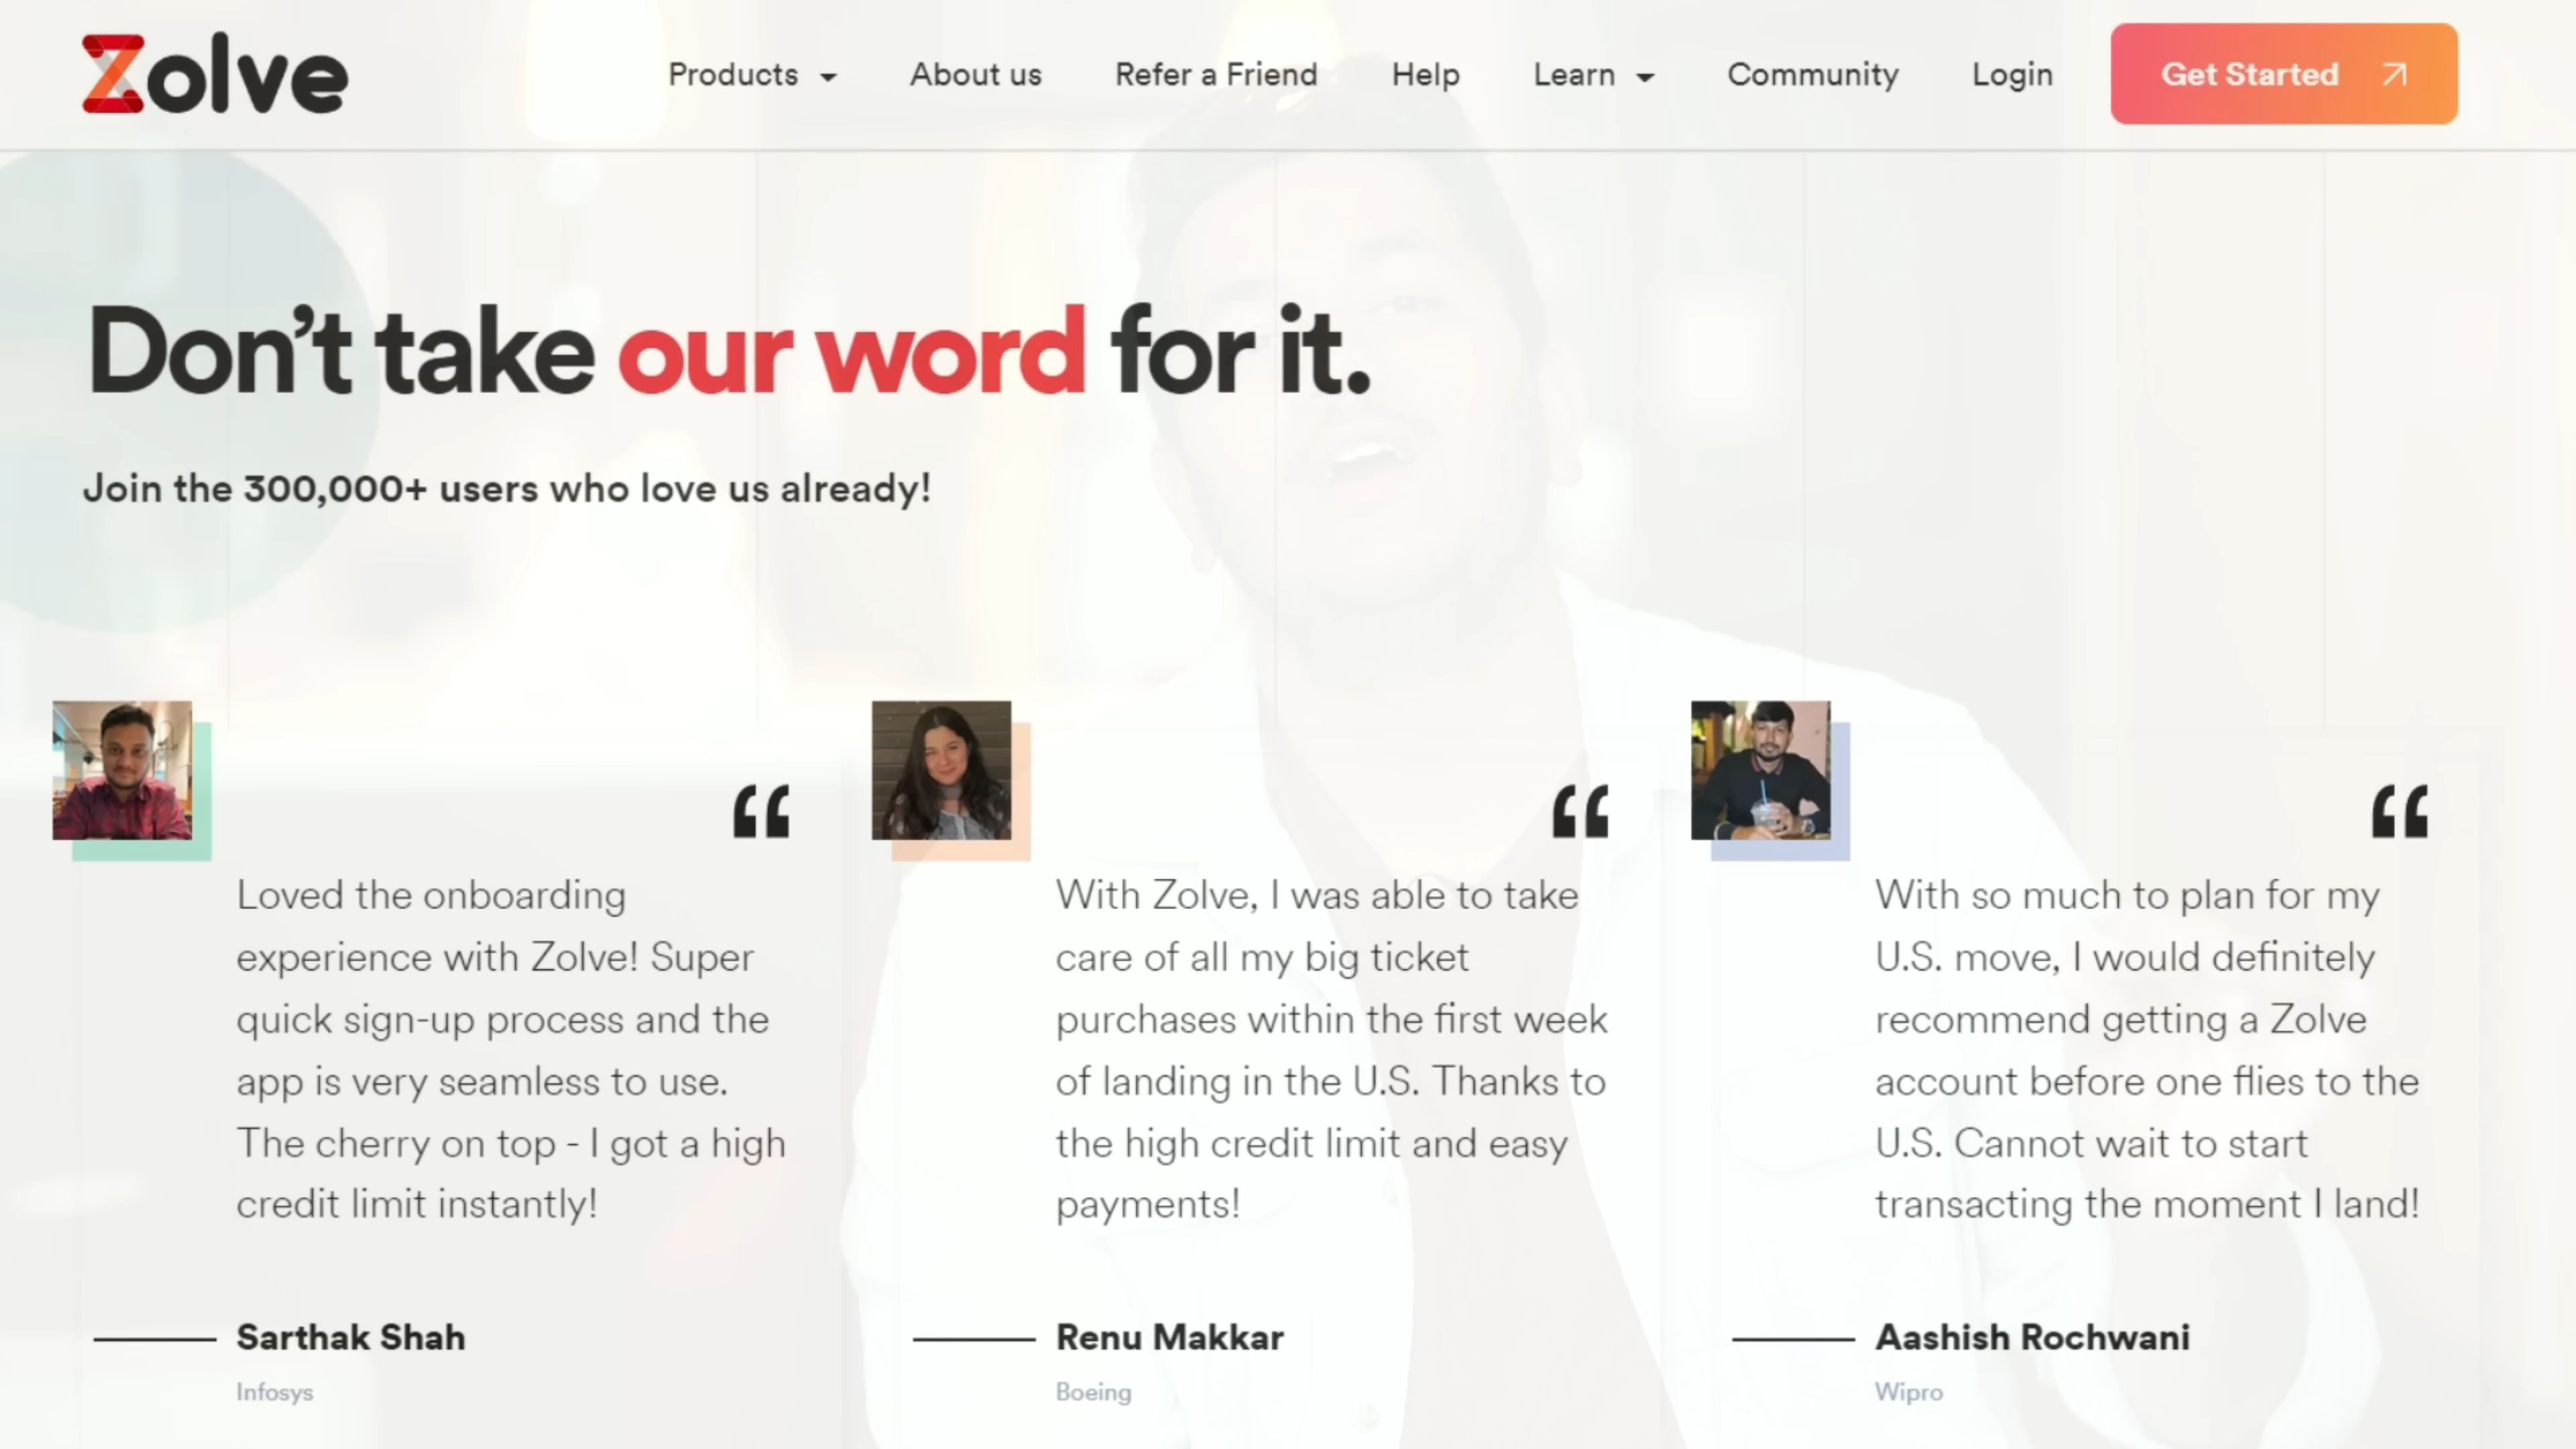 Zolve
Products
About us
Refer a Friend
Help
Learn
Community
Login
Get Started
Don’t take our word for it.
Join the 300,000+ users who love us already!
“
Loved the onboarding
experience with Zolve! Super
quick sign-up process and the
app is very seamless to use.
The cherry on top - I got a high
credit limit instantly!
Sarthak Shah
Infosys
“
With Zolve, I was able to take
care of all my big ticket
purchases within the first week
of landing in the U.S. Thanks to
the high credit limit and easy
payments!
Renu Makkar
Boeing
“
With so much to plan for my
U.S. move, I would definitely
recommend getting a Zolve
account before one flies to the
U.S. Cannot wait to start
transacting the moment I land!
Aashish Rochwani
Wipro